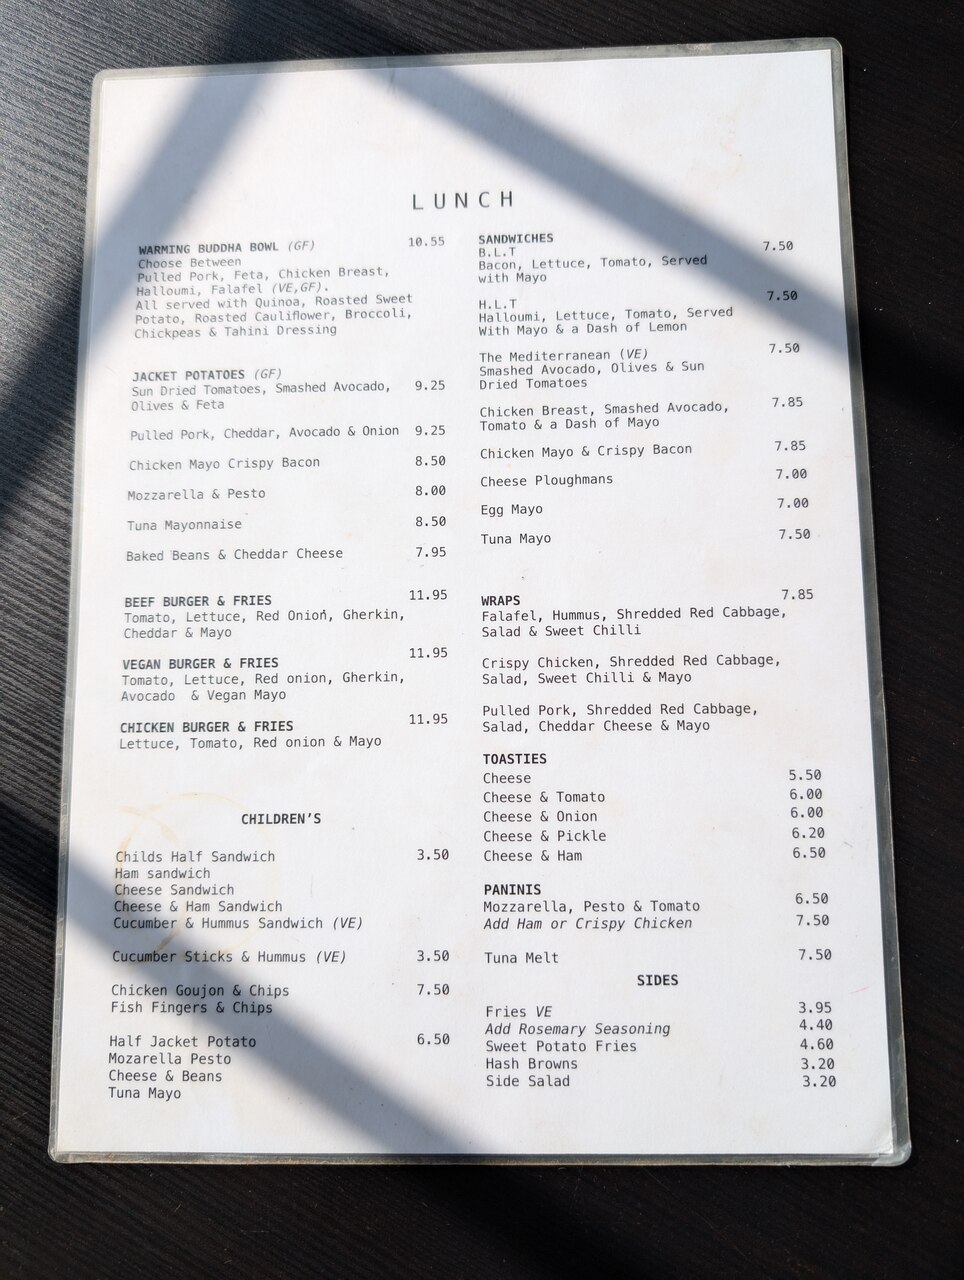 LUNCH
WARMING BUDDHA BOWL (GF) 10.55
Choose Between
Pulled Pork, Feta, Chicken Breast,
Halloumi, Falafel (VE,GF).
All served with Quinoa, Roasted Sweet
Potato, Roasted Cauliflower, Broccoli,
Chickpeas & Tahini Dressing
JACKET POTATOES (GF)
Sun Dried Tomatoes, Smashed Avocado, 9.25
Olives & Feta
Pulled Pork, Cheddar, Avocado & Onion 9.25
Chicken Mayo Crispy Bacon 8.50
Mozzarella & Pesto 8.00
Tuna Mayonnaise 8.50
Baked Beans & Cheddar Cheese 7.95
BEEF BURGER & FRIES 11.95
Tomato, Lettuce, Red Onion, Gherkin,
Cheddar & Mayo
VEGAN BURGER & FRIES 11.95
Tomato, Lettuce, Red onion, Gherkin,
Avocado & Vegan Mayo
CHICKEN BURGER & FRIES 11.95
Lettuce, Tomato, Red onion & Mayo
CHILDREN'S
Childs Half Sandwich 3.50
Ham sandwich
Cheese Sandwich
Cheese & Ham Sandwich
Cucumber & Hummus Sandwich (VE)
Cucumber Sticks & Hummus (VE) 3.50
Chicken Goujon & Chips 7.50
Fish Fingers & Chips
Half Jacket Potato 6.50
Mozarella Pesto
Cheese & Beans
Tuna Mayo
SANDWICHES
B.L.T 7.50
Bacon, Lettuce, Tomato, Served
with Mayo
H.L.T 7.50
Halloumi, Lettuce, Tomato, Served
With Mayo & a Dash of Lemon
The Mediterranean (VE) 7.50
Smashed Avocado, Olives & Sun
Dried Tomatoes
Chicken Breast, Smashed Avocado, 7.85
Tomato & a Dash of Mayo
Chicken Mayo & Crispy Bacon 7.85
Cheese Ploughmans 7.00
Egg Mayo 7.00
Tuna Mayo 7.50
WRAPS 7.85
Falafel, Hummus, Shredded Red Cabbage,
Salad & Sweet Chilli
Crispy Chicken, Shredded Red Cabbage,
Salad, Sweet Chilli & Mayo
Pulled Pork, Shredded Red Cabbage,
Salad, Cheddar Cheese & Mayo
TOASTIES
Cheese 5.50
Cheese & Tomato 6.00
Cheese & Onion 6.00
Cheese & Pickle 6.20
Cheese & Ham 6.50
PANINIS
Mozzarella, Pesto & Tomato 6.50
Add Ham or Crispy Chicken 7.50
Tuna Melt 7.50
SIDES
Fries VE 3.95
Add Rosemary Seasoning 4.40
Sweet Potato Fries 4.60
Hash Browns 3.20
Side Salad 3.20